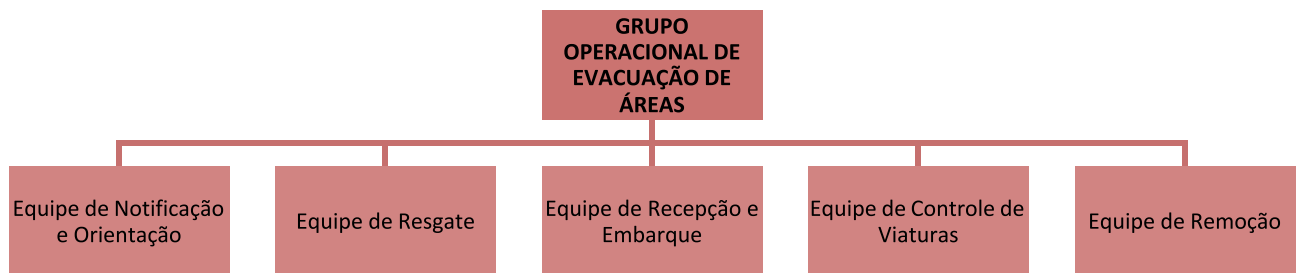 GRUPO
OPERACIONAL DE
EVACUAÇÃO DE
ÁREAS
Equipe de Notificação
e Orientação
Equipe de Resgate
Equipe de Recepção e
Embarque
Equipe de Controle de
Viaturas
Equipe de Remoção